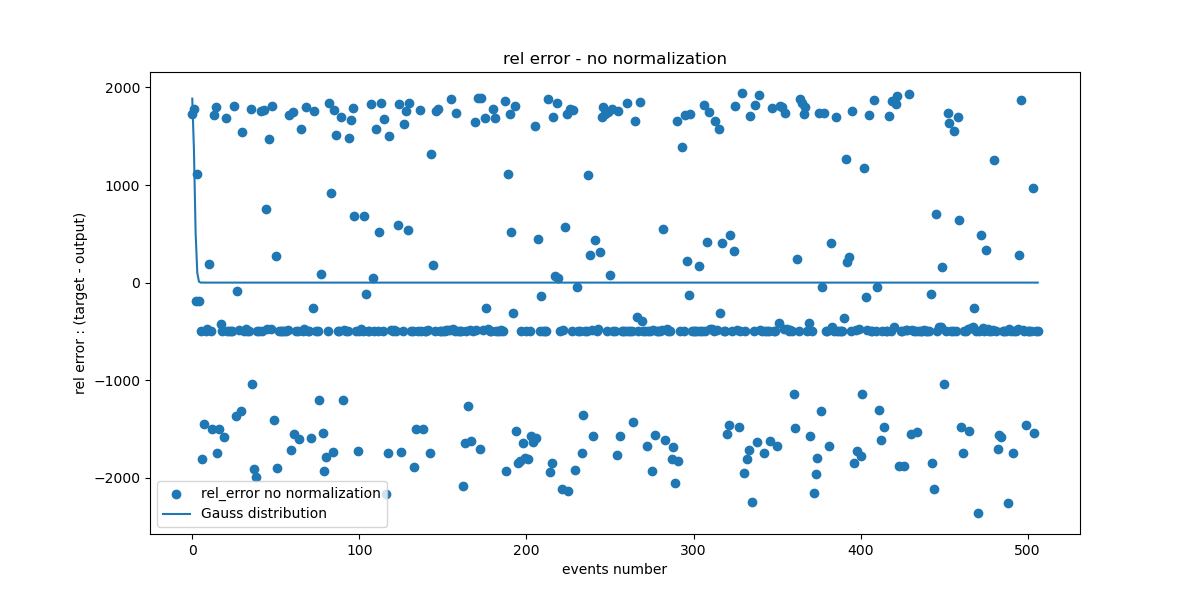 rel error - no normalization
rel error : (target - output)
2000
1000
0
−1000
−2000
rel_error no normalization
Gauss distribution
0 100 200 300 400 500
events number